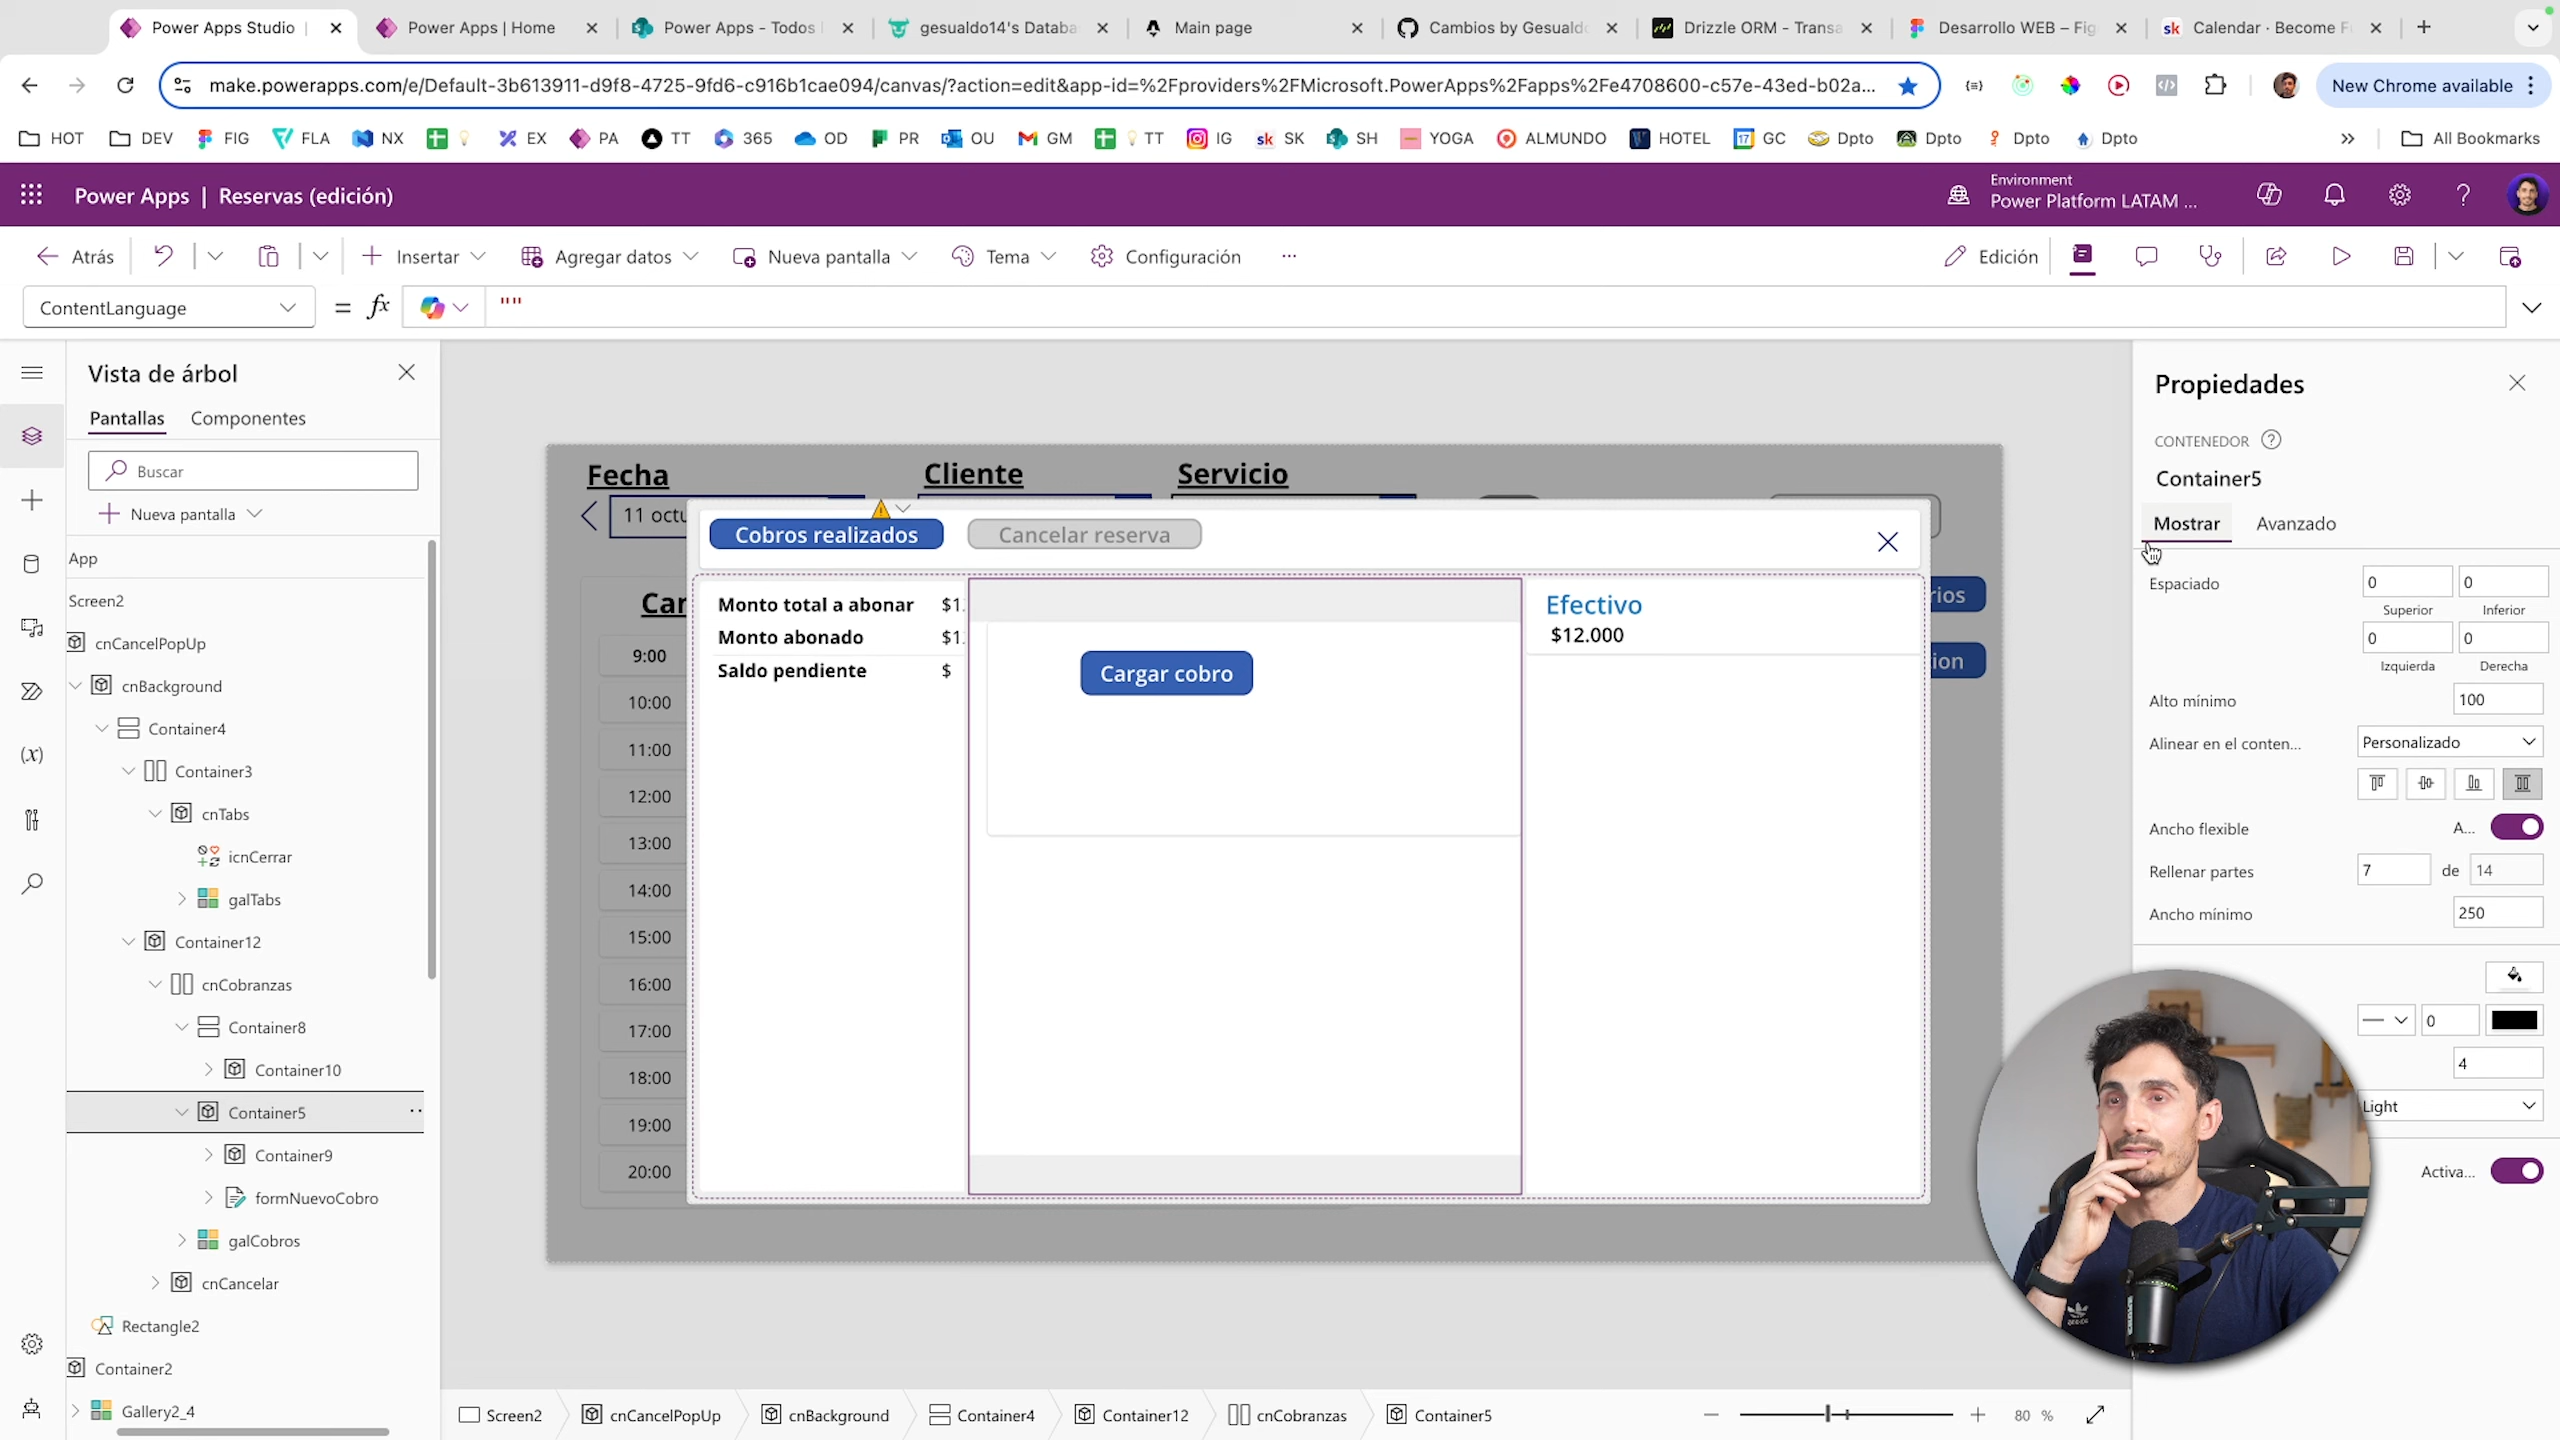 Power Apps Studio
Power Apps | Home
Power Apps - Todos
gesualdo14's Databa
Main page
Cambios by Gesualdo
Drizzle ORM - Transa
Desarrollo WEB – Fig
Calendar · Become F
make.powerapps.com/e/Default-3b613911-d9f8-4725-9fd6-c916b1cae094/canvas/?action=edit&app-id=%2Fproviders%2FMicrosoft.PowerApps%2Fapps%2Fe4708600-c57e-43ed-b02a...
New Chrome available
HOT
DEV
FIG
FLA
NX
EX
PA
TT
365
OD
PR
OU
GM
TT
IG
SK
SH
YOGA
ALMUNDO
HOTEL
GC
Dpto
Dpto
Dpto
Dpto
All Bookmarks
Power Apps | Reservas (edición)
Environment
Power Platform LATAM ...
Atrás
Insertar
Agregar datos
Nueva pantalla
Tema
Configuración
Edición
ContentLanguage
= fx
""
Vista de árbol
Pantallas
Componentes
Buscar
Nueva pantalla
App
Screen2
cnCancelPopUp
cnBackground
Container4
Container3
cnTabs
icnCerrar
galTabs
Container12
cnCobranzas
Container8
Container10
Container5
Container9
formNuevoCobro
galCobros
cnCancelar
Rectangle2
Container2
Gallery2_4
Fecha
Cliente
Servicio
11 octu
Cobros realizados
Cancelar reserva
Can
9:00
10:00
11:00
12:00
13:00
14:00
15:00
16:00
17:00
18:00
19:00
20:00
Monto total a abonar $1
Monto abonado $1
Saldo pendiente $
Cargar cobro
Efectivo
$12.000
rios
ion
Propiedades
CONTENEDOR
Container5
Mostrar
Avanzado
Espaciado
0
0
Superior
Inferior
0
0
Izquierda
Derecha
Alto mínimo
100
Alinear en el conten...
Personalizado
Ancho flexible
A...
Rellenar partes
7 de 14
Ancho mínimo
250
0
4
Light
Activa...
Screen2
cnCancelPopUp
cnBackground
Container4
Container12
cnCobranzas
Container5
80 %